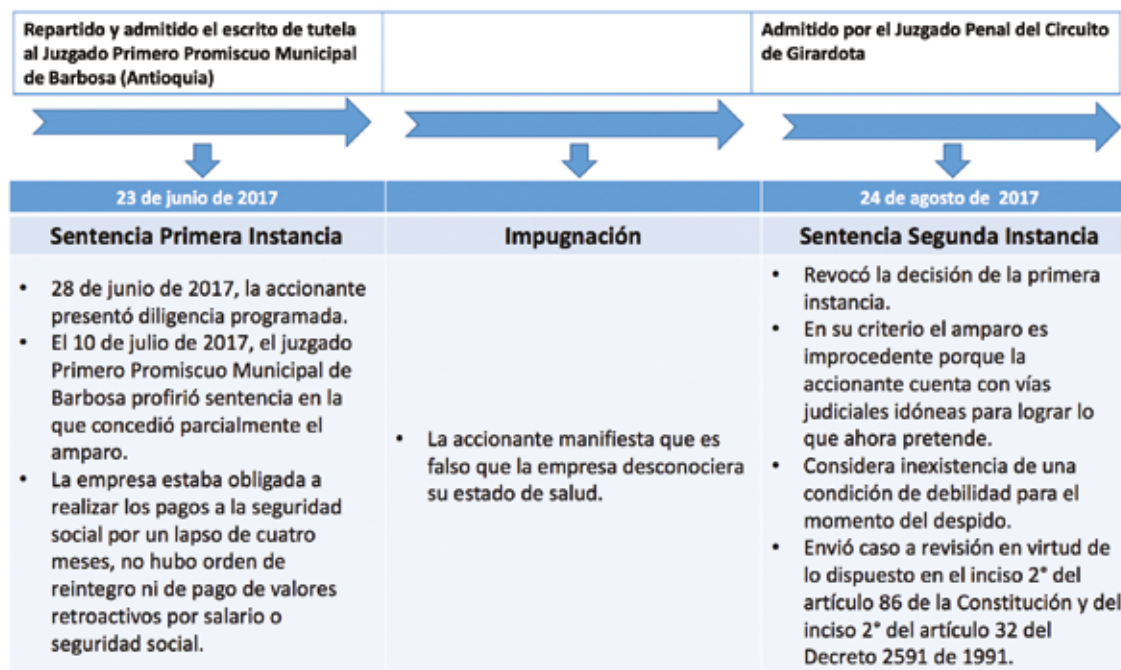 Repartido y admitido el escrito de tutela
al Juzgado Primero Promiscuo Municipal
de Barbosa (Antioquia)
Admitido por el Juzgado Penal del Circuito
de Girardota
23 de junio de 2017
24 de agosto de  2017
Sentencia Primera Instancia
Impugnación
Sentencia Segunda Instancia
• 28 de junio de 2017, la accionante
presentó diligencia programada.
• El 10 de julio de 2017, el juzgado
Primero Promiscuo Municipal de
Barbosa profirió sentencia en la
que concedió parcialmente el
amparo.
• La empresa estaba obligada a
realizar los pagos a la seguridad
social por un lapso de cuatro
meses, no hubo orden de
reintegro ni de pago de valores
retroactivos por salario o
seguridad social.
• La accionante manifiesta que es
falso que la empresa desconociera
su estado de salud.
• Revocó la decisión de la primera
instancia.
• En su criterio el amparo es
improcedente porque la
accionante cuenta con vías
judiciales idóneas para lograr lo
que ahora pretende.
• Considera inexistencia de una
condición de debilidad para el
momento del despido.
• Envió caso a revisión en virtud de
lo dispuesto en el inciso 2° del
artículo 86 de la Constitución y del
inciso 2° del artículo 32 del
Decreto 2591 de 1991.